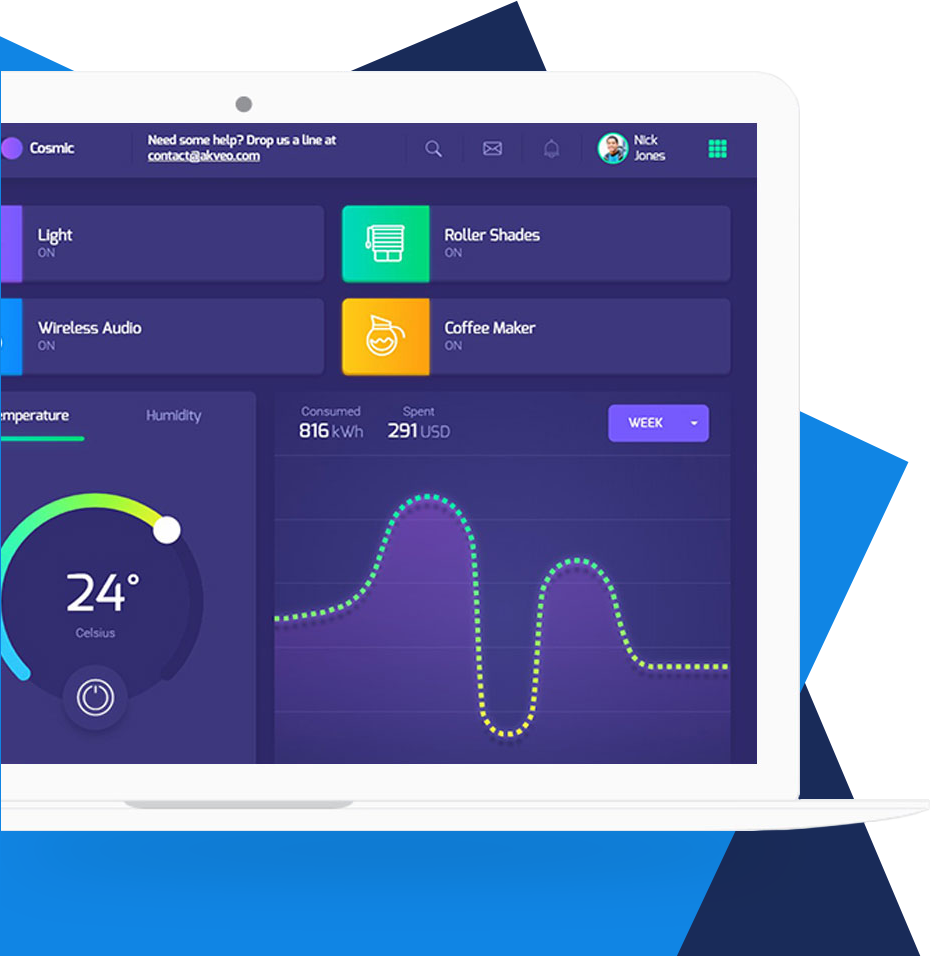 Cosmic
Need some help? Drop us a line at
contact@akveo.com
Nick
Jones
Light
ON
Roller Shades
ON
Wireless Audio
ON
Coffee Maker
ON
emperature
Humidity
Consumed
816 kWh
Spent
291 USD
WEEK
24°
Celsius